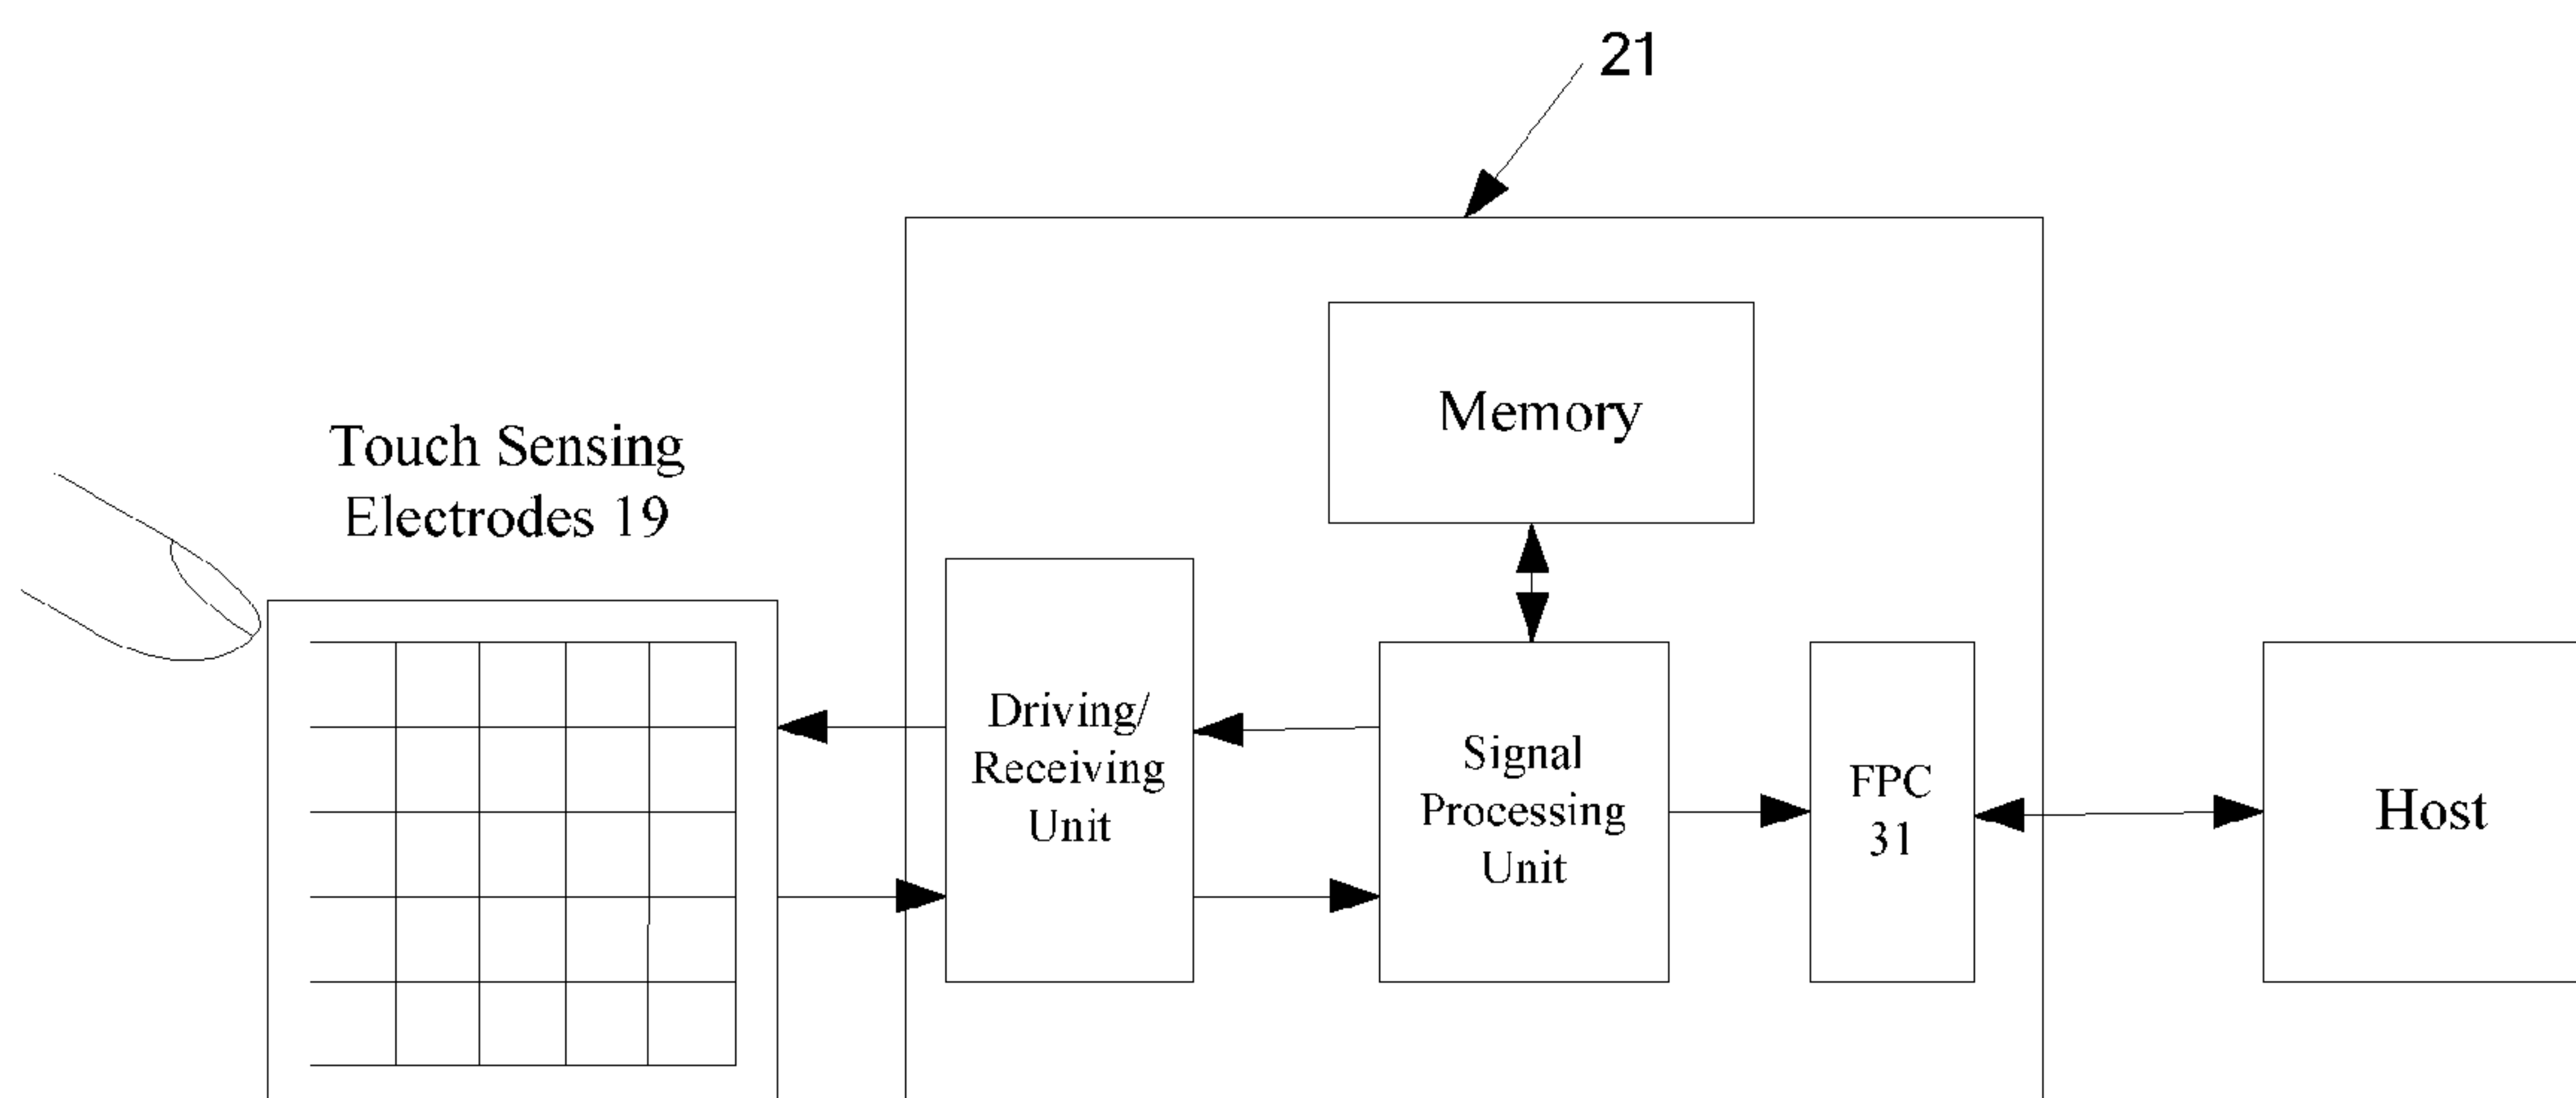 21
Memory
Touch Sensing
Electrodes 19
Driving/
Receiving
Unit
Signal
Processing
Unit
FPC
31
Host